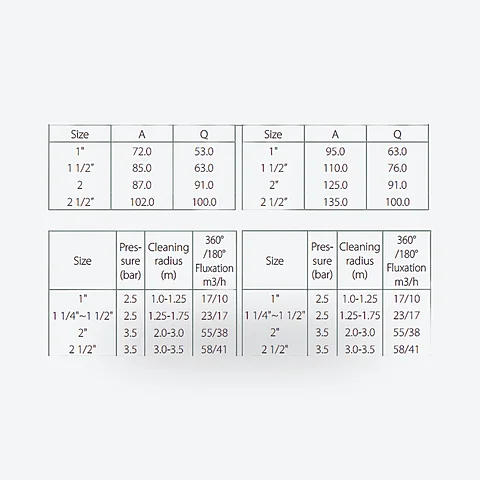 Size A Q Size A Q
1" 72.0 53.0 1" 95.0 63.0
1 1/2" 85.0 63.0 1 1/2" 110.0 76.0
2 87.0 91.0 2" 125.0 91.0
2 1/2" 102.0 100.0 2 1/2" 135.0 100.0
Size Pres-sure (bar) Cleaning radius (m) 360° /180° Fluxation m3/h Size Pres-sure (bar) Cleaning radius (m) 360° /180° Fluxation m3/h
1" 2.5 1.0-1.25 17/10 1" 2.5 1.0-1.25 17/10
1 1/4"~1 1/2" 2.5 1.25-1.75 23/17 1 1/4"~1 1/2" 2.5 1.25-1.75 23/17
2" 3.5 2.0-3.0 55/38 2" 3.5 2.0-3.0 55/38
2 1/2" 3.5 3.0-3.5 58/41 2 1/2" 3.5 3.0-3.5 58/41